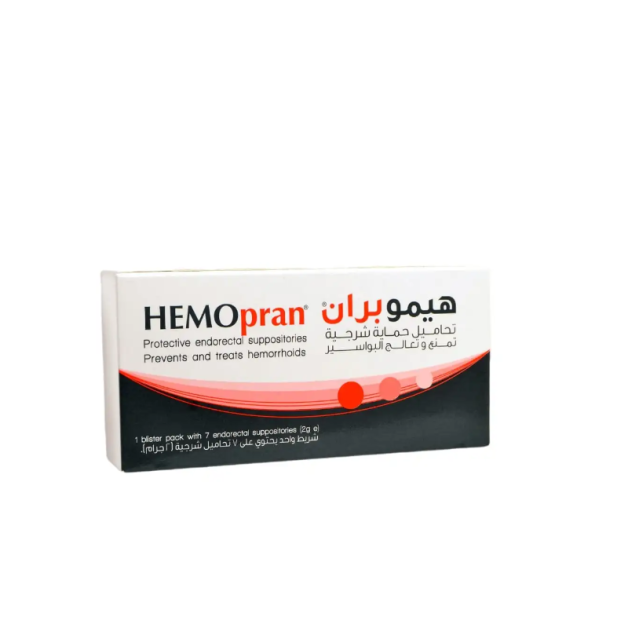 HEMOpran®
Protective endorectal suppositories
Prevents and treats hemorrhoids
هيموبران®
تحاميل حماية شرجية
تمنع و تعالج البواسير
1 blister pack with 7 endorectal suppositories (2g e)
شريط واحد يحتوي على ٧ تحاميل شرجية (٢ جرام).